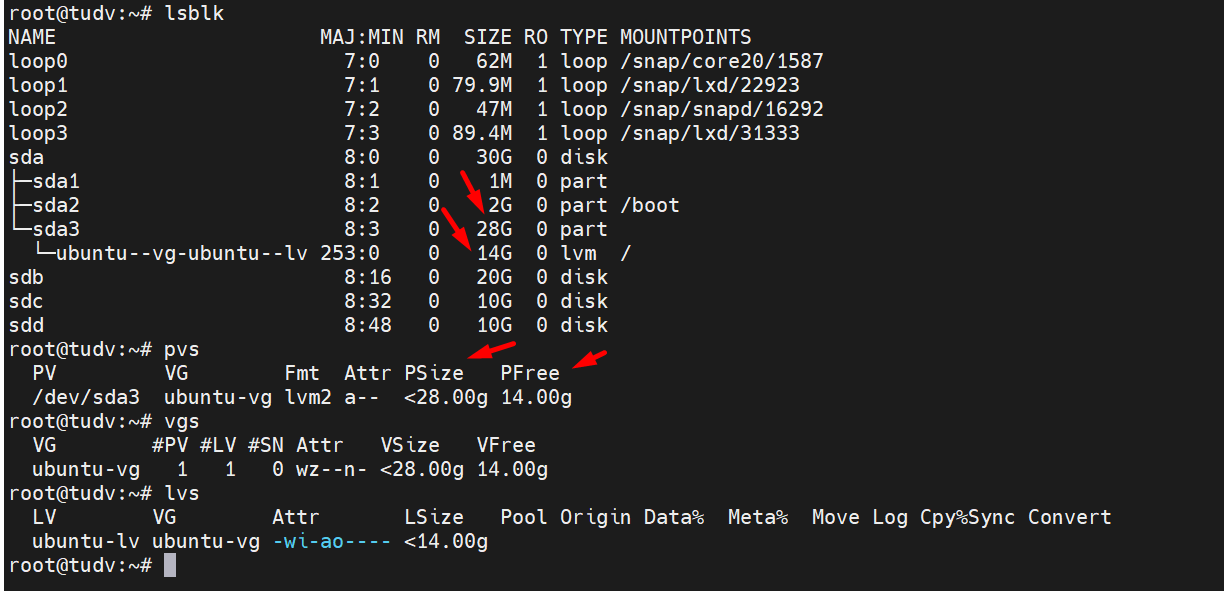 root@tudv:~# lsblk
NAME                      MAJ:MIN RM  SIZE RO TYPE MOUNTPOINTS
loop0                       7:0    0   62M  1 loop /snap/core20/1587
loop1                       7:1    0 79.9M  1 loop /snap/lxd/22923
loop2                       7:2    0   47M  1 loop /snap/snapd/16292
loop3                       7:3    0 89.4M  1 loop /snap/lxd/31333
sda                         8:0    0   30G  0 disk
├─sda1                      8:1    0    1M  0 part
├─sda2                      8:2    0    2G  0 part /boot
└─sda3                      8:3    0   28G  0 part
  └─ubuntu--vg-ubuntu--lv 253:0    0   14G  0 lvm  /
sdb                         8:16   0   20G  0 disk
sdc                         8:32   0   10G  0 disk
sdd                         8:48   0   10G  0 disk
root@tudv:~# pvs
  PV         VG        Fmt  Attr PSize   PFree
  /dev/sda3  ubuntu-vg lvm2 a--  <28.00g 14.00g
root@tudv:~# vgs
  VG        #PV #LV #SN Attr   VSize   VFree
  ubuntu-vg   1   1   0 wz--n- <28.00g 14.00g
root@tudv:~# lvs
  LV        VG        Attr       LSize   Pool Origin Data%  Meta%  Move Log Cpy%Sync Convert
  ubuntu-lv ubuntu-vg -wi-ao---- <14.00g
root@tudv:~#